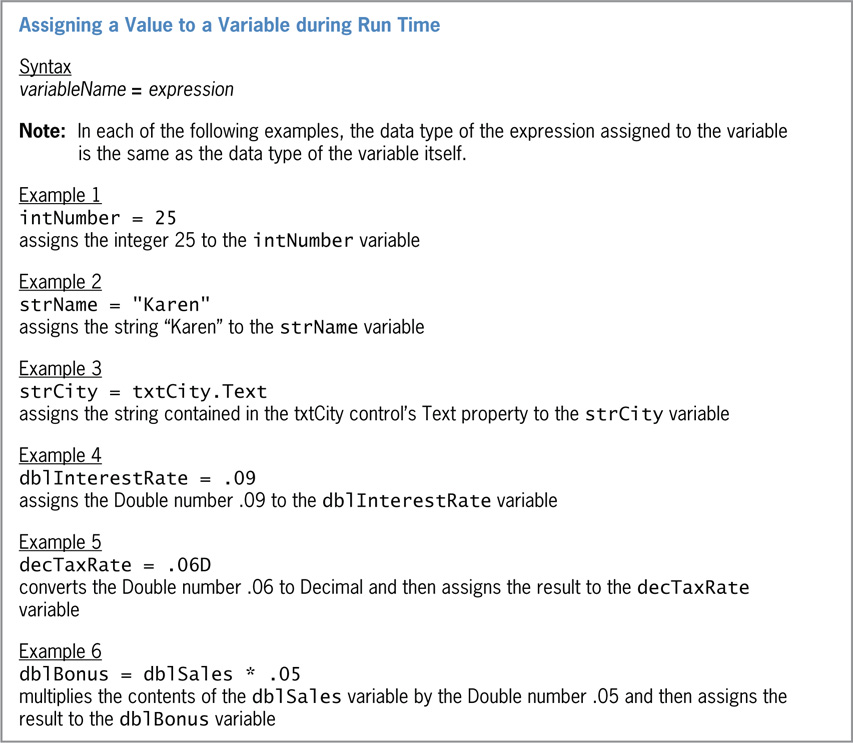 Assigning a Value to a Variable during Run Time
Syntax
variableName = expression
Note: In each of the following examples, the data type of the expression assigned to the variable
is the same as the data type of the variable itself.
Example 1
intNumber = 25
assigns the integer 25 to the intNumber variable
Example 2
strName = "Karen"
assigns the string “Karen” to the strName variable
Example 3
strCity = txtCity.Text
assigns the string contained in the txtCity control’s Text property to the strCity variable
Example 4
dblInterestRate = .09
assigns the Double number .09 to the dblInterestRate variable
Example 5
decTaxRate = .06D
converts the Double number .06 to Decimal and then assigns the result to the decTaxRate
variable
Example 6
dblBonus = dblSales * .05
multiplies the contents of the dblSales variable by the Double number .05 and then assigns the
result to the dblBonus variable